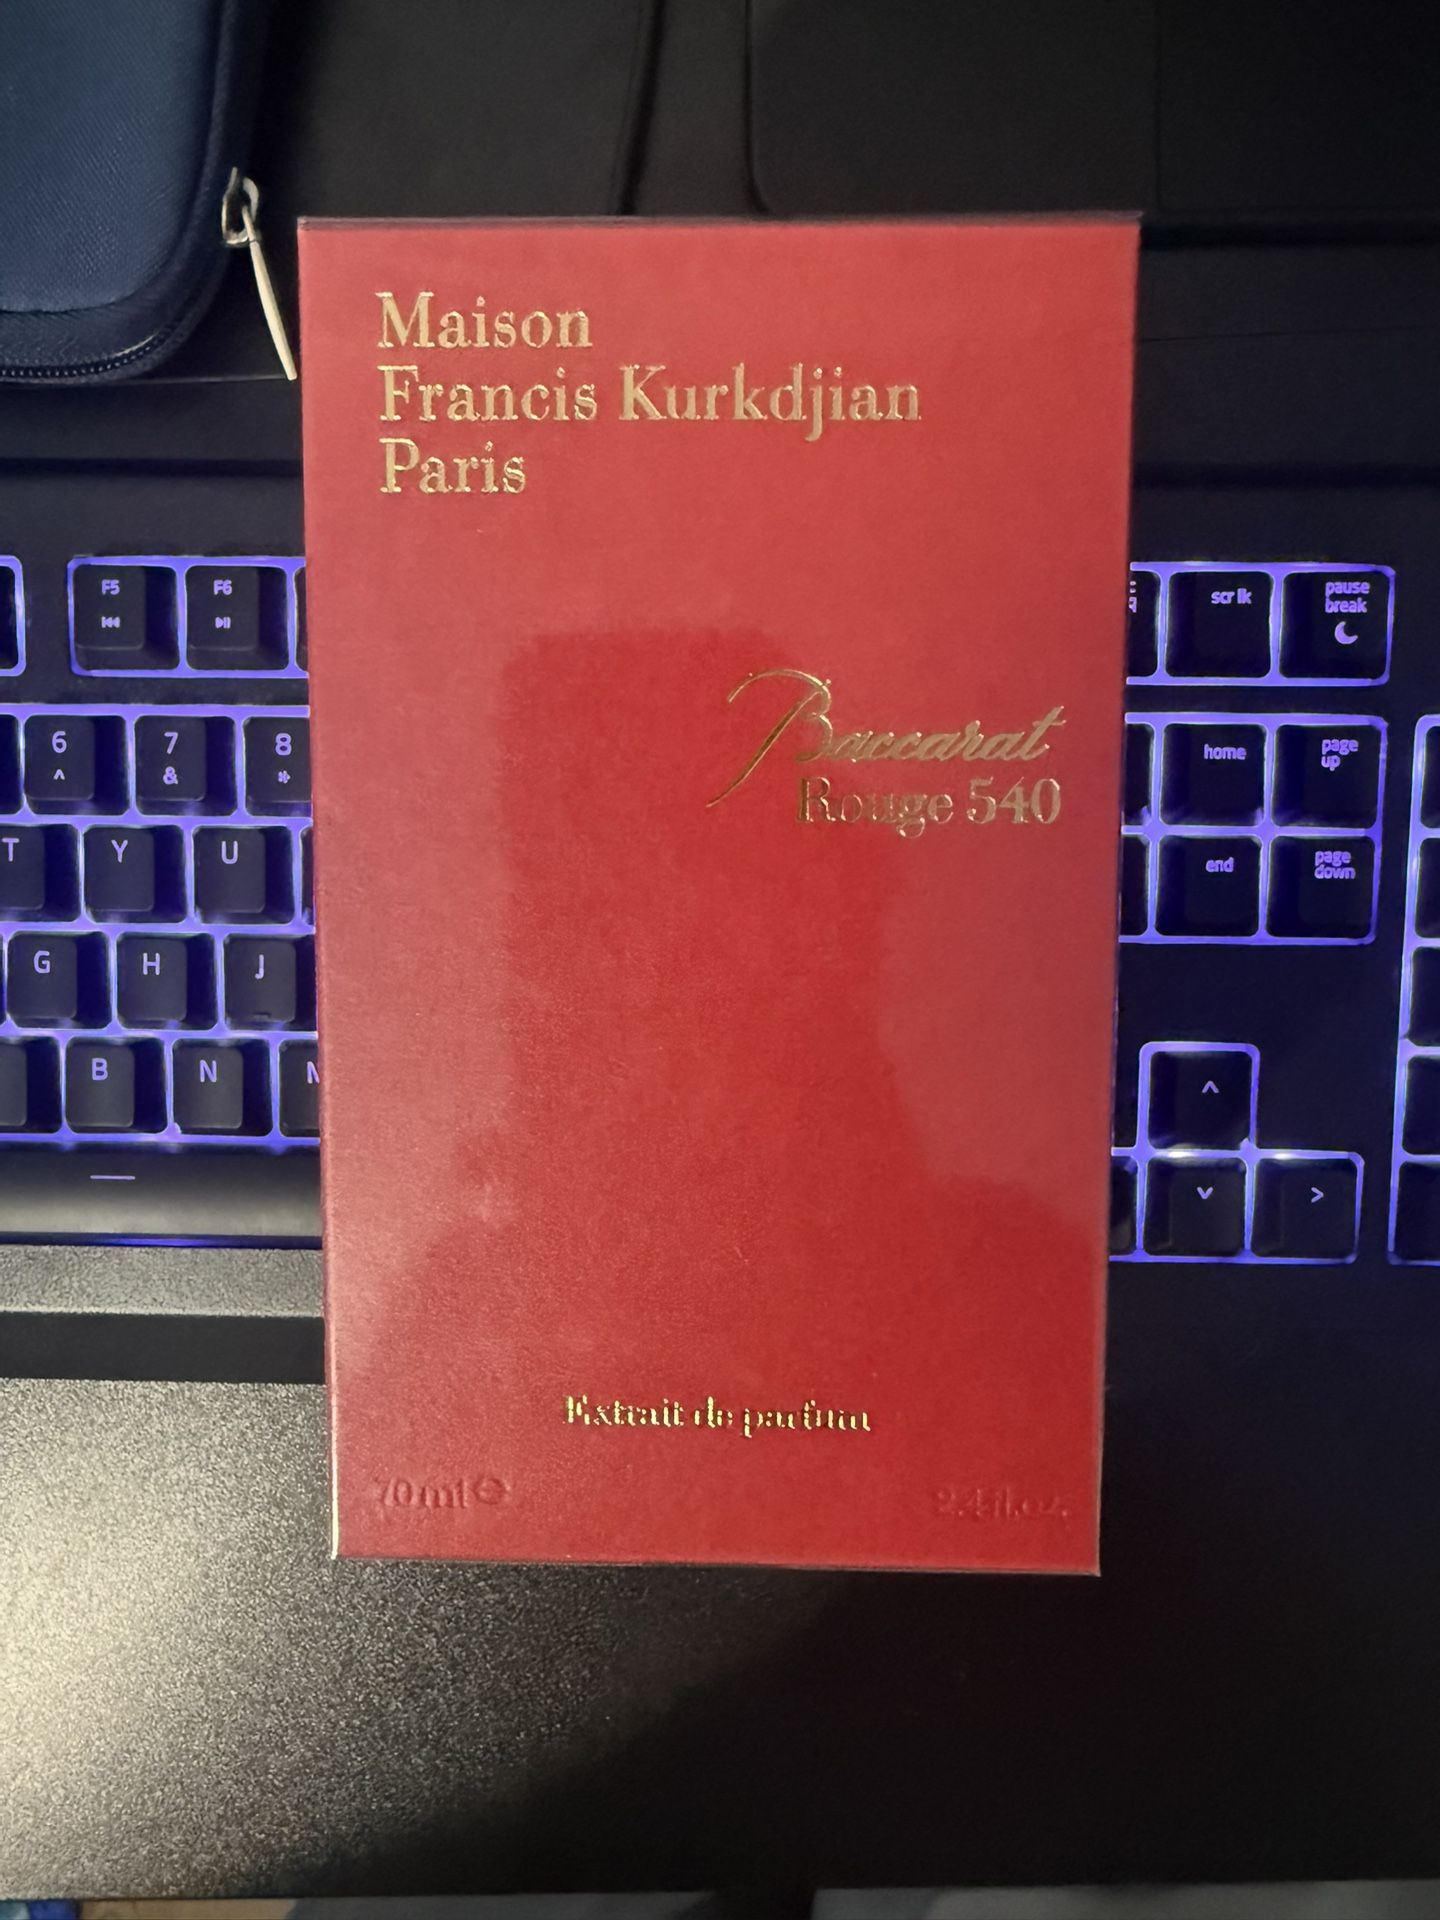 Maison
Francis Kurkdjian
Paris
Baccarat
Rouge 540
Extrait de parfum
70 ml ℮
2.4 fl.oz.
F5
F6
scr lk
pause
break
6
^
7
&
8
*
home
page
up
T
Y
U
end
page
down
G
H
J
B
N
M
^
>